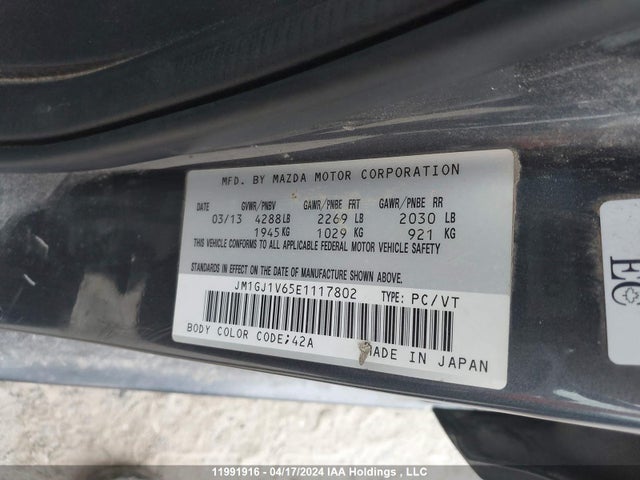 MFD. BY MAZDA MOTOR CORPORATION
DATE GVWR/PNBV GAWR/PNBE FRT GAWR/PNBE RR
03/13 4288LB 2269 LB 2030 LB
1945KG 1029 KG 921 KG
THIS VEHICLE CONFORMS TO ALL APPLICABLE FEDERAL MOTOR VEHICLE SAFETY
STANDARDS IN EFFECT ON THE DATE OF MANUFACTURE SHOWN ABOVE.
JM1GJ1V65E1117802 TYPE: PC/VT
BODY COLOR CODE;42A MADE IN JAPAN
EC
11991916 - 04/17/2024 IAA Holdings , LLC